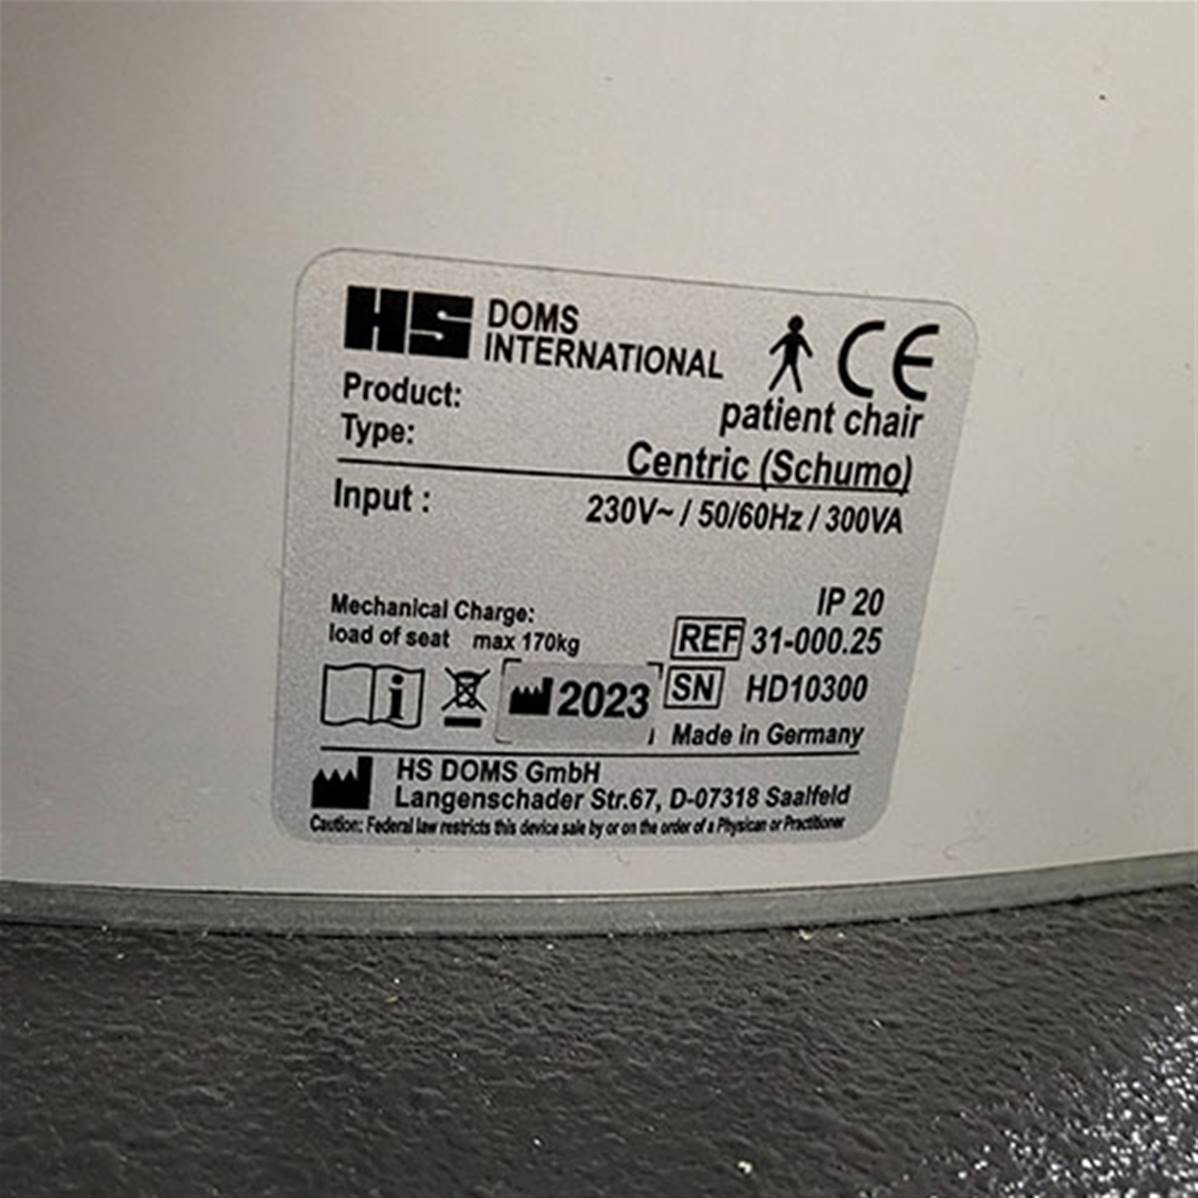 HS DOMS
INTERNATIONAL
CE
Product: patient chair
Type: Centric (Schumo)
Input : 230V~ / 50/60Hz / 300VA
IP 20
Mechanical Charge:
load of seat max 170kg
REF 31-000.25
2023 SN HD10300
Made in Germany
HS DOMS GmbH
Langenschader Str.67, D-07318 Saalfeld
Caution: Federal law restricts this device sale by or on the order of a Physican or Practitioner